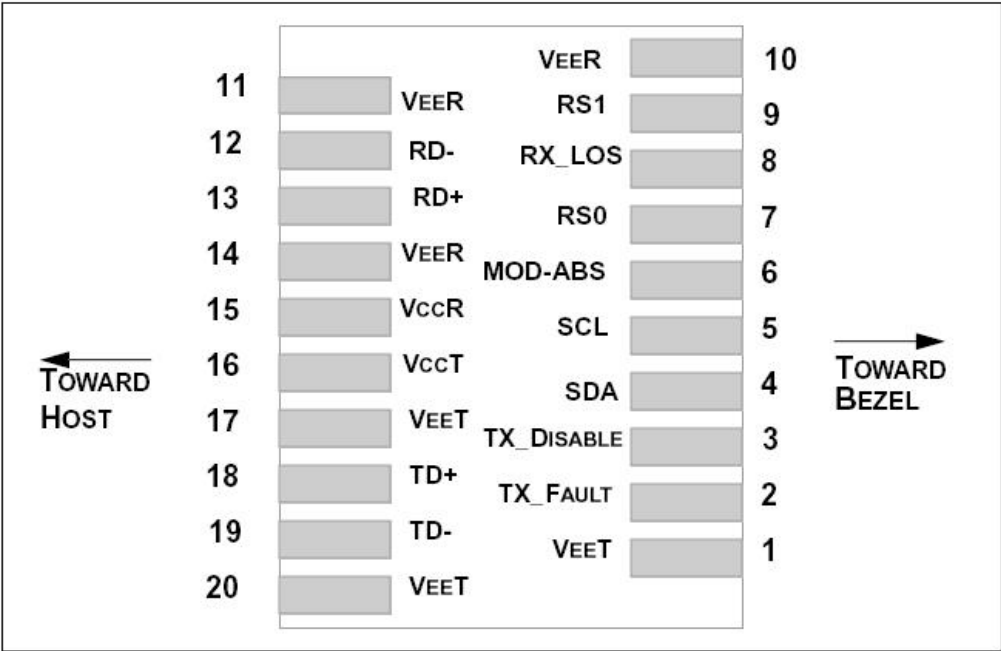 11 VEER
12 RD-
13 RD+
14 VEER
15 VCCR
16 VCCT
17 VEET
18 TD+
19 TD-
20 VEET
VEER 10
RS1 9
RX_LOS 8
RS0 7
MOD-ABS 6
SCL 5
SDA 4
TX_DISABLE 3
TX_FAULT 2
VEET 1
TOWARD
HOST
TOWARD
BEZEL